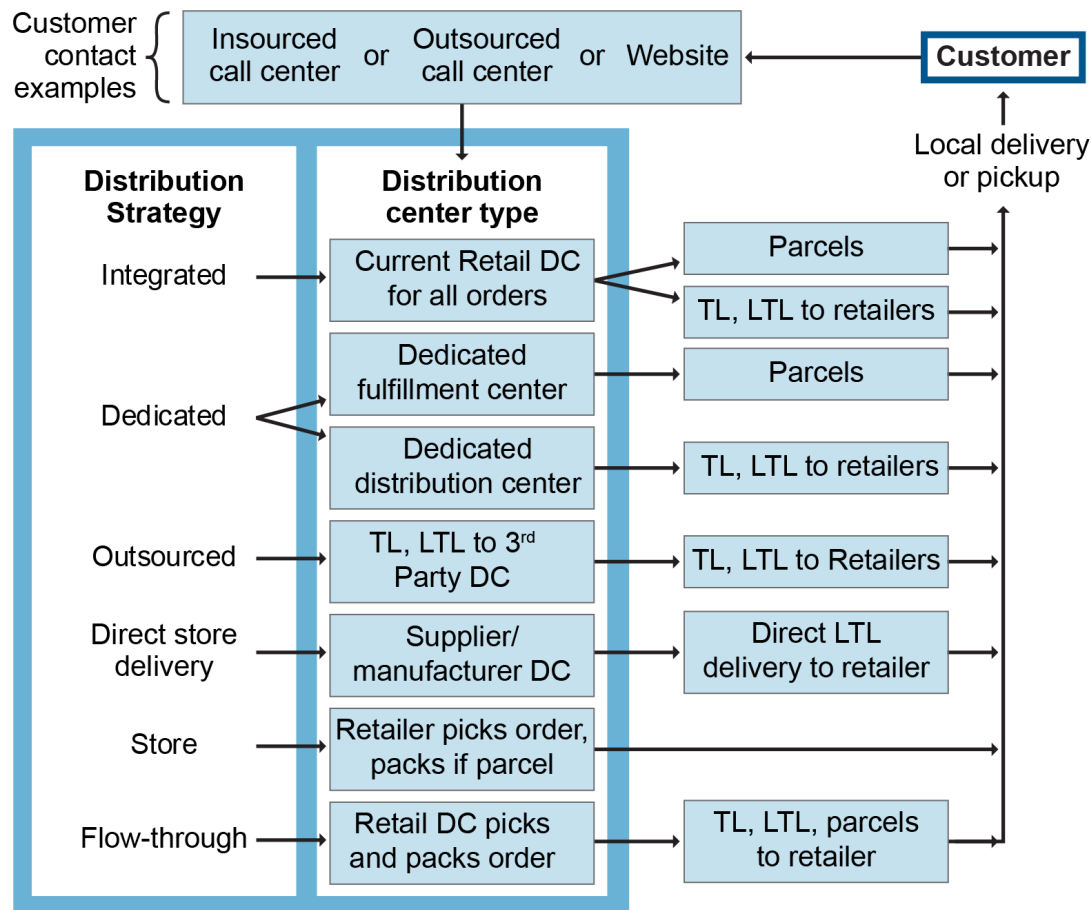 Customer
contact
examples
Insourced
call center
or
Outsourced
call center
or
Website
Customer
Local delivery
or pickup
Distribution
Strategy
Distribution
center type
Integrated
Current Retail DC
for all orders
Parcels
TL, LTL to retailers
Dedicated
Dedicated
fulfillment center
Parcels
Dedicated
distribution center
TL, LTL to retailers
Outsourced
TL, LTL to 3rd
Party DC
TL, LTL to Retailers
Direct store
delivery
Supplier/
manufacturer DC
Direct LTL
delivery to retailer
Store
Retailer picks order,
packs if parcel
Flow-through
Retail DC picks
and packs order
TL, LTL, parcels
to retailer